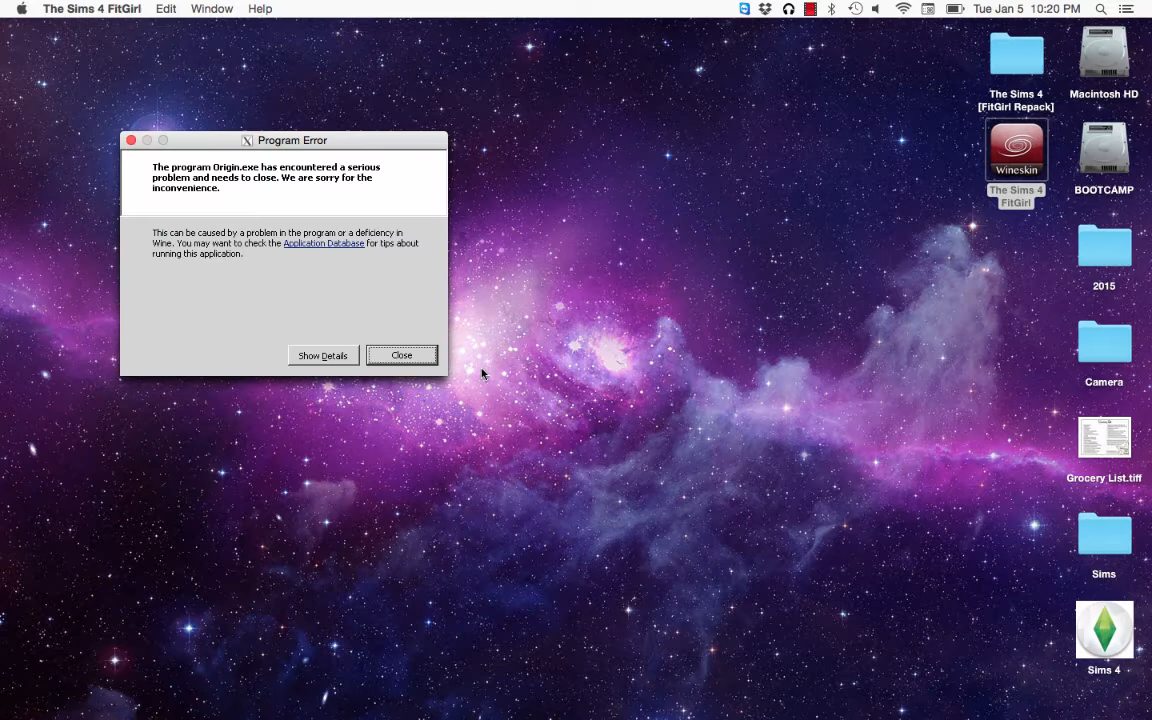 The Sims 4 FitGirl Edit Window Help Tue Jan 5 10:20 PM
Program Error
The program Origin.exe has encountered a serious
problem and needs to close. We are sorry for the
inconvenience.
This can be caused by a problem in the program or a deficiency in
Wine. You may want to check the Application Database for tips about
running this application.
Show Details Close
The Sims 4
[FitGirl Repack]
Macintosh HD
Wineskin
The Sims 4
FitGirl
BOOTCAMP
2015
Camera
Grocery List.tiff
Sims
Sims 4